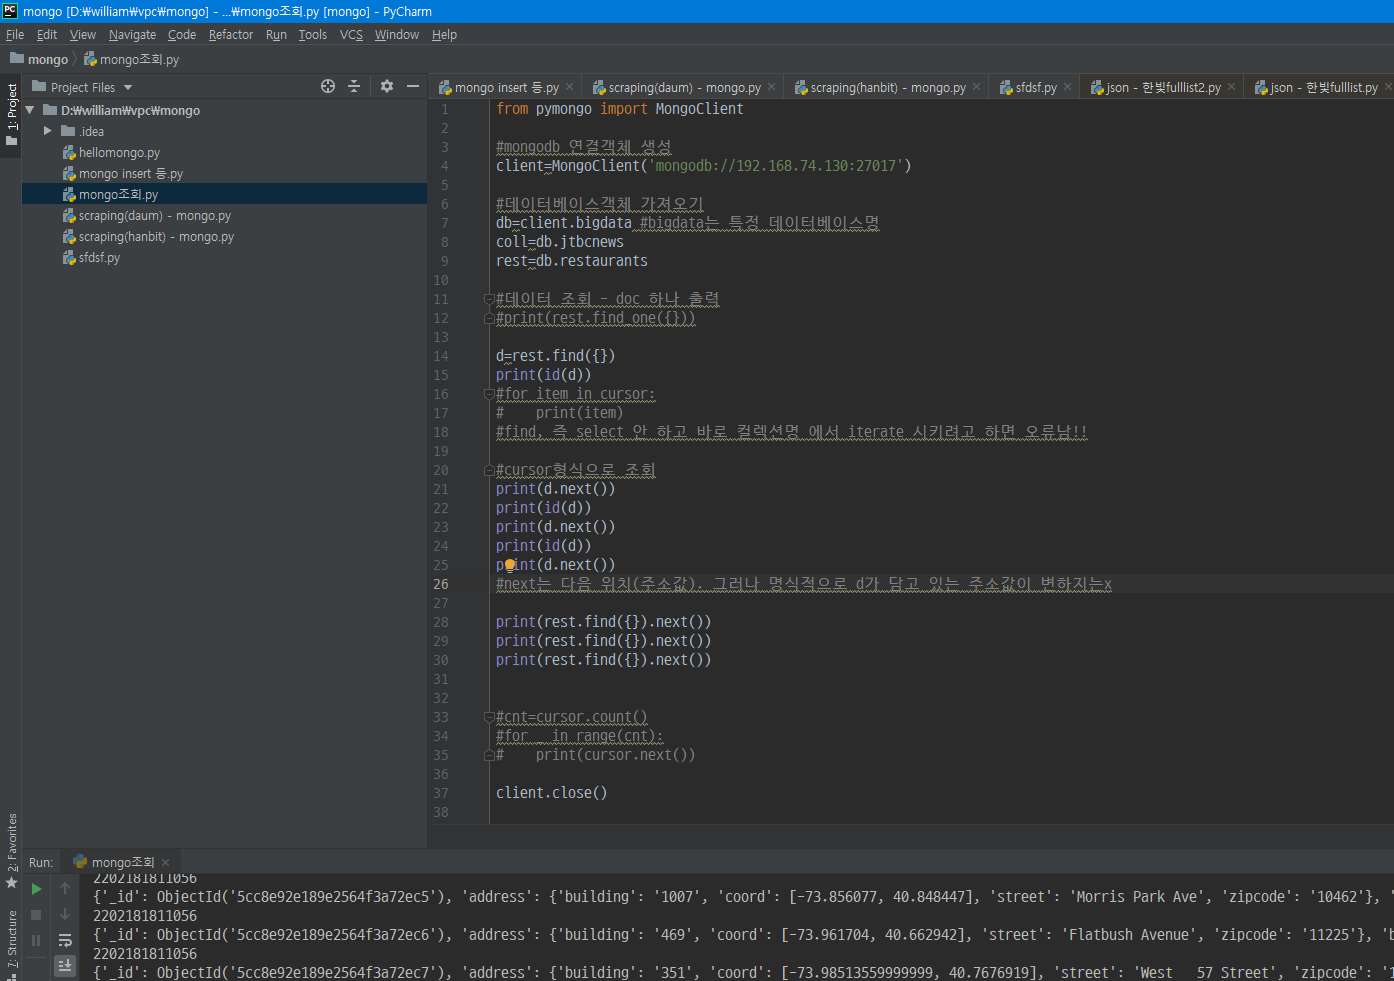 mongo [D:￦william￦vpc￦mongo] - ...￦mongo조회.py [mongo] - PyCharm
File Edit View Navigate Code Refactor Run Tools VCS Window Help
mongo mongo조회.py
1: Project
Project Files
mongo insert 등.py
scraping(daum) - mongo.py
scraping(hanbit) - mongo.py
sfdsf.py
json - 한빛fulllist2.py
json - 한빛fulllist.py
D:￦william￦vpc￦mongo
.idea
hellomongo.py
mongo insert 등.py
mongo조회.py
scraping(daum) - mongo.py
scraping(hanbit) - mongo.py
sfdsf.py
1 from pymongo import MongoClient
2
3 #mongodb 연결객체 생성
4 client=MongoClient('mongodb://192.168.74.130:27017')
5
6 #데이터베이스객체 가져오기
7 db=client.bigdata #bigdata는 특정 데이터베이스명
8 coll=db.jtbcnews
9 rest=db.restaurants
10
11 #데이터 조회 - doc 하나 출력
12 #print(rest.find_one({}))
13
14 d=rest.find({})
15 print(id(d))
16 #for item in cursor:
17 #    print(item)
18 #find, 즉 select 안 하고 바로 컬렉션명 에서 iterate 시키려고 하면 오류남!!
19
20 #cursor형식으로 조회
21 print(d.next())
22 print(id(d))
23 print(d.next())
24 print(id(d))
25 print(d.next())
26 #next는 다음 위치(주소값). 그러나 명식적으로 d가 담고 있는 주소값이 변하지는x
27
28 print(rest.find({}).next())
29 print(rest.find({}).next())
30 print(rest.find({}).next())
31
32
33 #cnt=cursor.count()
34 #for _ in range(cnt):
35 #    print(cursor.next())
36
37 client.close()
38
2: Favorites
7: Structure
Run: mongo조회
2202181811056
{'_id': ObjectId('5cc8e92e189e2564f3a72ec5'), 'address': {'building': '1007', 'coord': [-73.856077, 40.848447], 'street': 'Morris Park Ave', 'zipcode': '10462'}, '
2202181811056
{'_id': ObjectId('5cc8e92e189e2564f3a72ec6'), 'address': {'building': '469', 'coord': [-73.961704, 40.662942], 'street': 'Flatbush Avenue', 'zipcode': '11225'}, 'b
2202181811056
{'_id': ObjectId('5cc8e92e189e2564f3a72ec7'), 'address': {'building': '351', 'coord': [-73.98513559999999, 40.7676919], 'street': 'West   57 Street', 'zipcode': '1